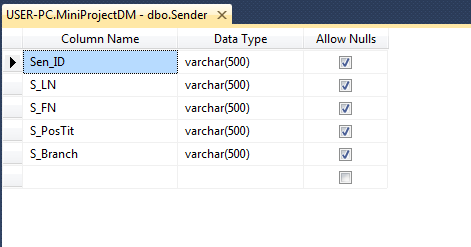 USER-PC.MiniProjectDM - dbo.Sender
Column Name Data Type Allow Nulls
Sen_ID varchar(500)
S_LN varchar(500)
S_FN varchar(500)
S_PosTit varchar(500)
S_Branch varchar(500)